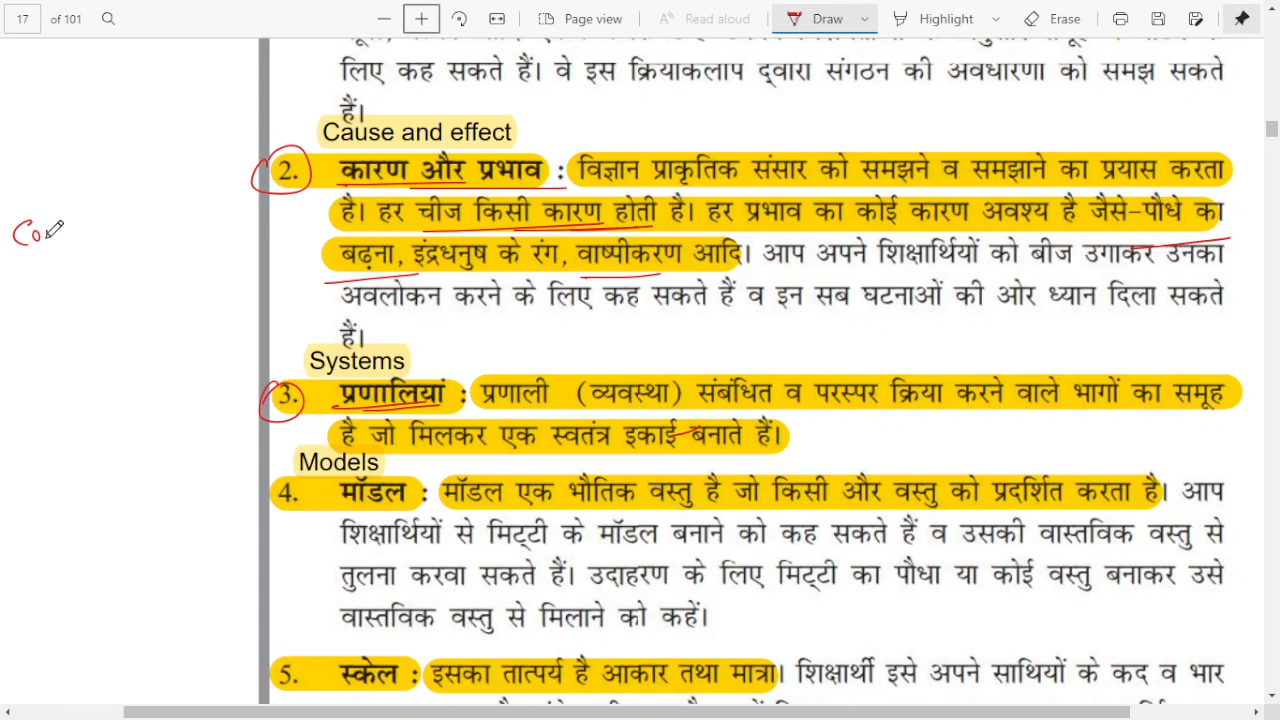 17 of 101 Page view Read aloud Draw Highlight Erase
लिए कह सकते हैं। वे इस क्रियाकलाप द्वारा संगठन की अवधारणा को समझ सकते
हैं।
Cause and effect
2. कारण और प्रभाव : विज्ञान प्राकृतिक संसार को समझने व समझाने का प्रयास करता
है। हर चीज किसी कारण होती है। हर प्रभाव का कोई कारण अवश्य है जैसे-पौधे का
बढ़ना, इंद्रधनुष के रंग, वाष्पीकरण आदि। आप अपने शिक्षार्थियों को बीज उगाकर उनका
Co
अवलोकन करने के लिए कह सकते हैं व इन सब घटनाओं की ओर ध्यान दिला सकते
हैं।
Systems
3. प्रणालियां : प्रणाली (व्यवस्था) संबंधित व परस्पर क्रिया करने वाले भागों का समूह
है जो मिलकर एक स्वतंत्र इकाई बनाते हैं।
Models
4. मॉडल : मॉडल एक भौतिक वस्तु है जो किसी और वस्तु को प्रदर्शित करता है। आप
शिक्षार्थियों से मिट्टी के मॉडल बनाने को कह सकते हैं व उसकी वास्तविक वस्तु से
तुलना करवा सकते हैं। उदाहरण के लिए मिट्टी का पौधा या कोई वस्तु बनाकर उसे
वास्तविक वस्तु से मिलाने को कहें।
5. स्केल : इसका तात्पर्य है आकार तथा मात्रा। शिक्षार्थी इसे अपने साथियों के कद व भार